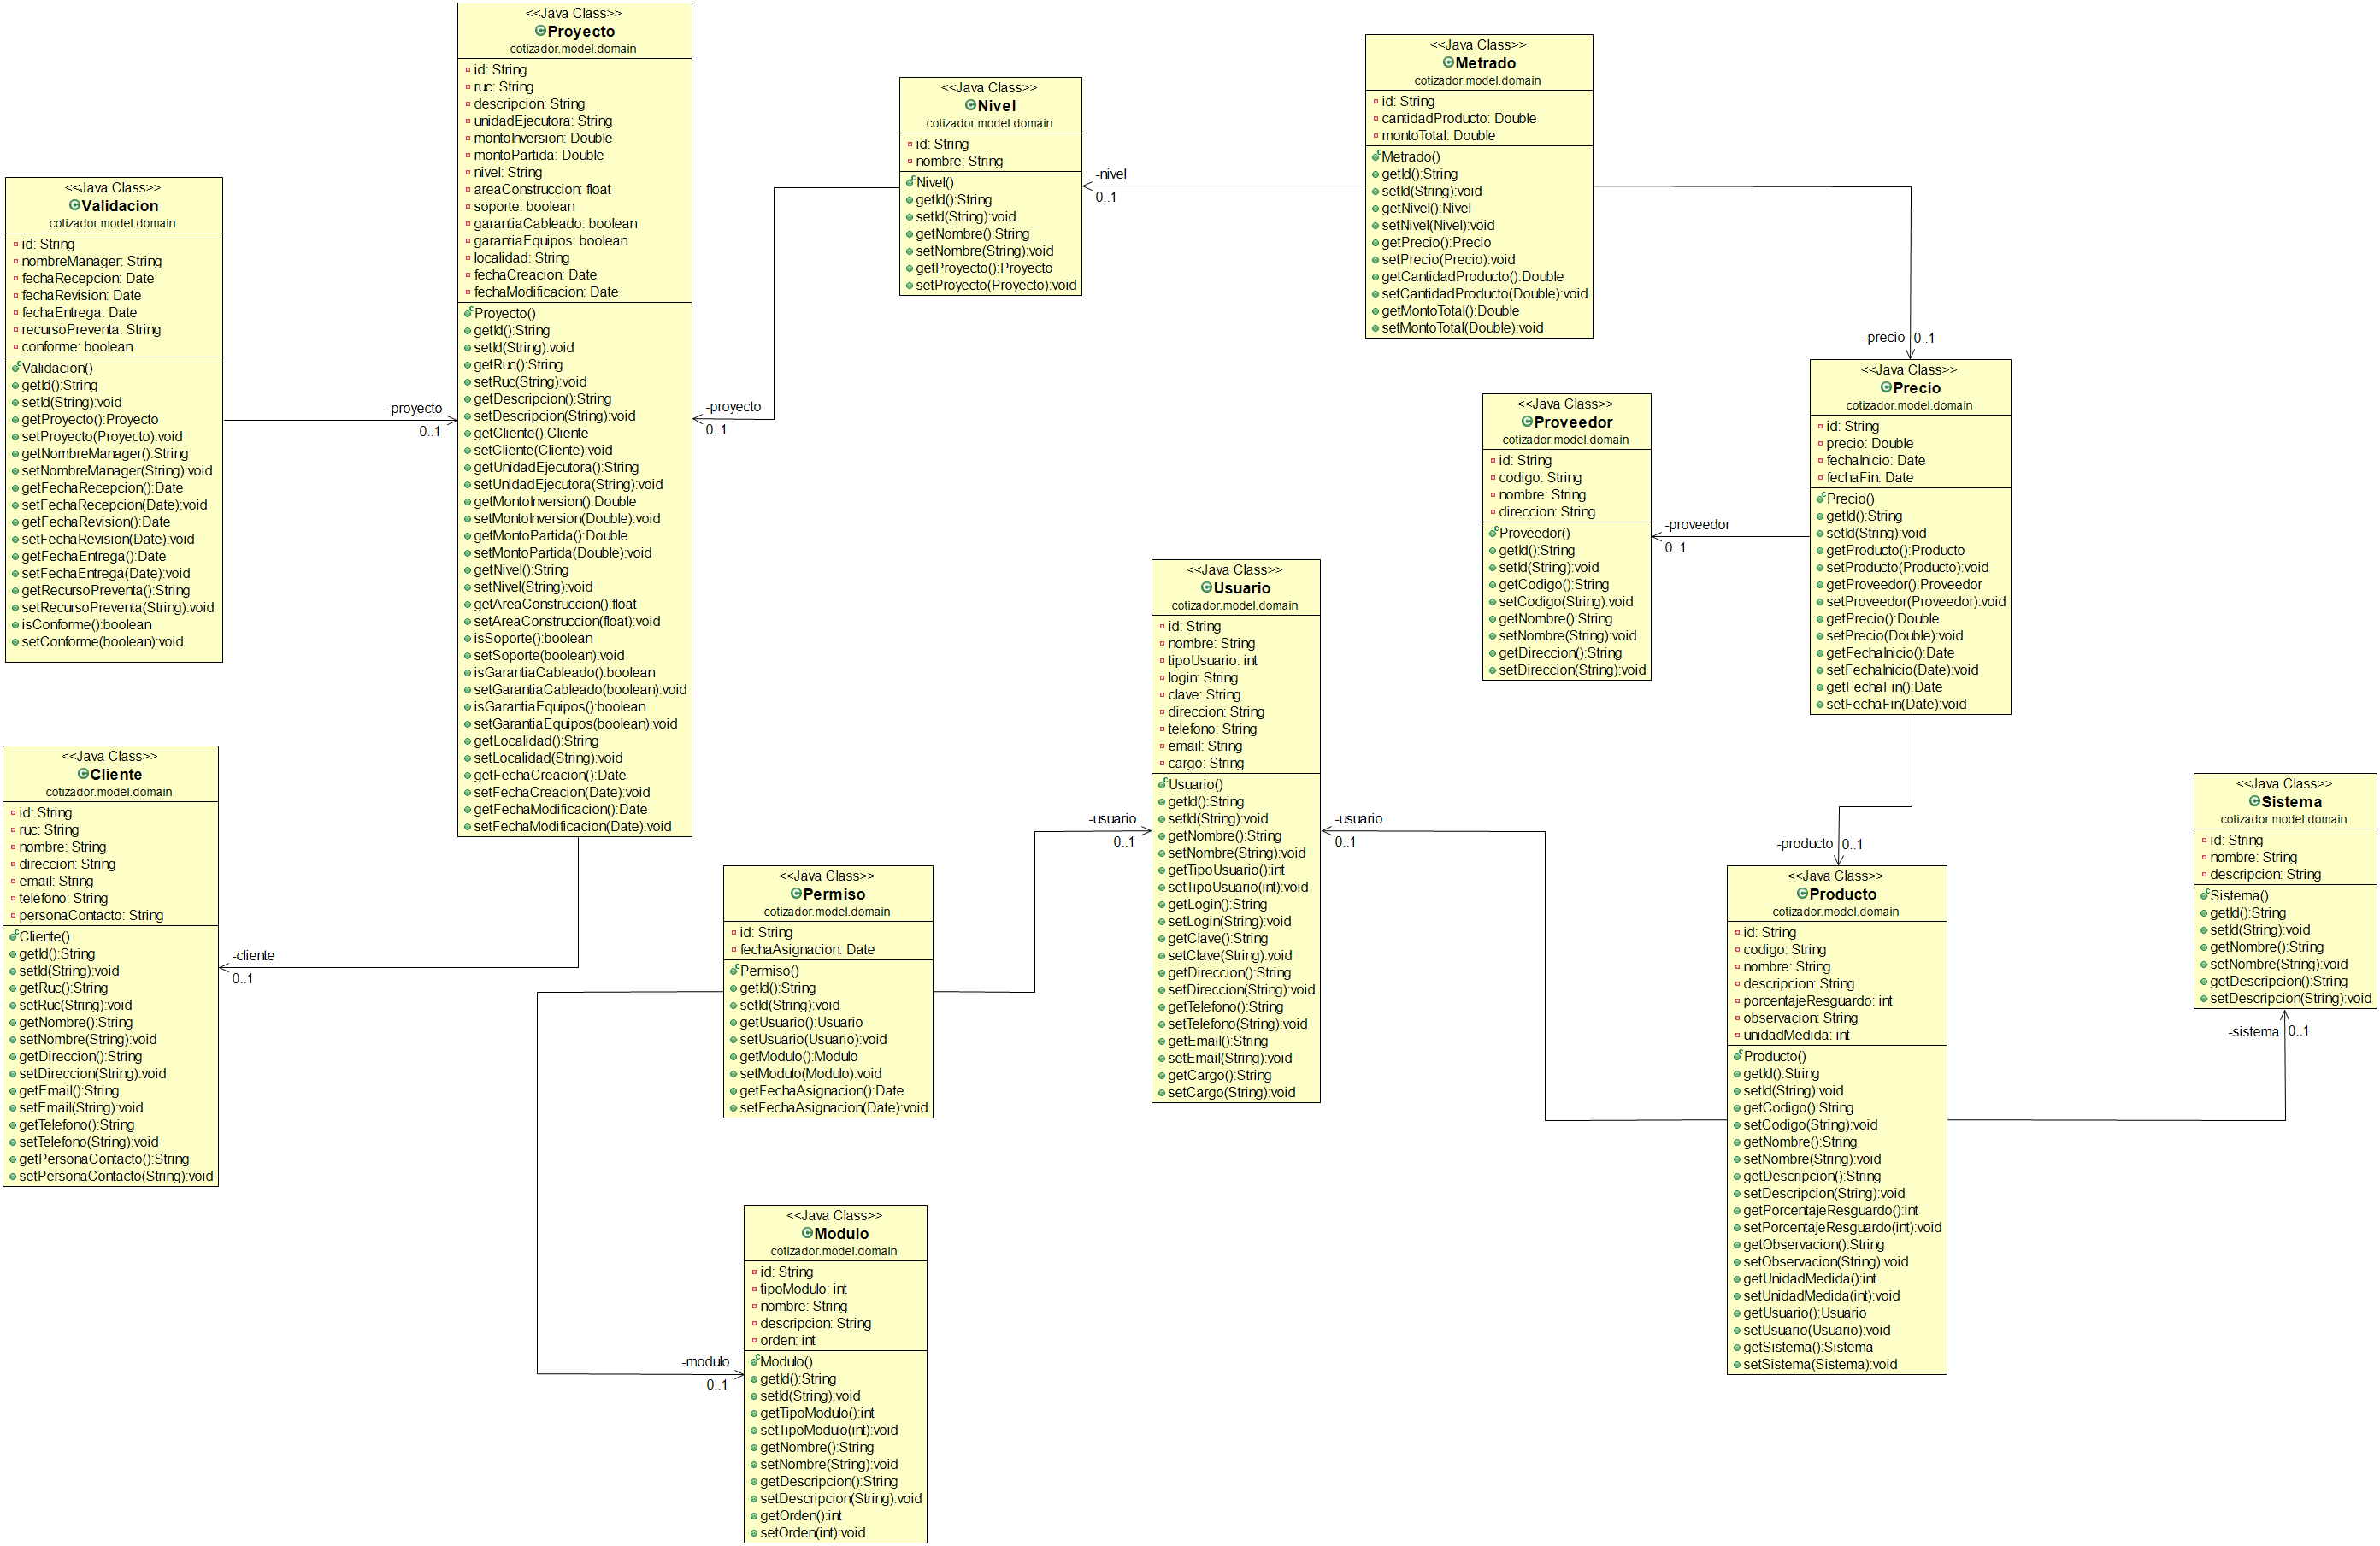 <<Java Class>>
Proyecto
cotizador.model.domain
id: String
ruc: String
descripcion: String
unidadEjecutora: String
montoInversion: Double
montoPartida: Double
nivel: String
areaConstruccion: float
soporte: boolean
garantiaCableado: boolean
garantiaEquipos: boolean
localidad: String
fechaCreacion: Date
fechaModificacion: Date
Proyecto()
getId():String
setId(String):void
getRuc():String
setRuc(String):void
getDescripcion():String
setDescripcion(String):void
getCliente():Cliente
setCliente(Cliente):void
getUnidadEjecutora():String
setUnidadEjecutora(String):void
getMontoInversion():Double
setMontoInversion(Double):void
getMontoPartida():Double
setMontoPartida(Double):void
getNivel():String
setNivel(String):void
getAreaConstruccion():float
setAreaConstruccion(float):void
isSoporte():boolean
setSoporte(boolean):void
isGarantiaCableado():boolean
setGarantiaCableado(boolean):void
isGarantiaEquipos():boolean
setGarantiaEquipos(boolean):void
getLocalidad():String
setLocalidad(String):void
getFechaCreacion():Date
setFechaCreacion(Date):void
getFechaModificacion():Date
setFechaModificacion(Date):void
<<Java Class>>
Metrado
cotizador.model.domain
id: String
cantidadProducto: Double
montoTotal: Double
Metrado()
getId():String
setId(String):void
getNivel():Nivel
setNivel(Nivel):void
getPrecio():Precio
setPrecio(Precio):void
getCantidadProducto():Double
setCantidadProducto(Double):void
getMontoTotal():Double
setMontoTotal(Double):void
<<Java Class>>
Nivel
cotizador.model.domain
id: String
nombre: String
Nivel()
getId():String
setId(String):void
getNombre():String
setNombre(String):void
getProyecto():Proyecto
setProyecto(Proyecto):void
-nivel
0..1
<<Java Class>>
Validacion
cotizador.model.domain
id: String
nombreManager: String
fechaRecepcion: Date
fechaRevision: Date
fechaEntrega: Date
recursoPreventa: String
conforme: boolean
Validacion()
getId():String
setId(String):void
getProyecto():Proyecto
setProyecto(Proyecto):void
getNombreManager():String
setNombreManager(String):void
getFechaRecepcion():Date
setFechaRecepcion(Date):void
getFechaRevision():Date
setFechaRevision(Date):void
getFechaEntrega():Date
setFechaEntrega(Date):void
getRecursoPreventa():String
setRecursoPreventa(String):void
isConforme():boolean
setConforme(boolean):void
-proyecto
0..1
-proyecto
0..1
-precio
0..1
<<Java Class>>
Precio
cotizador.model.domain
id: String
precio: Double
fechaInicio: Date
fechaFin: Date
Precio()
getId():String
setId(String):void
getProducto():Producto
setProducto(Producto):void
getProveedor():Proveedor
setProveedor(Proveedor):void
getPrecio():Double
setPrecio(Double):void
getFechaInicio():Date
setFechaInicio(Date):void
getFechaFin():Date
setFechaFin(Date):void
<<Java Class>>
Proveedor
cotizador.model.domain
id: String
codigo: String
nombre: String
direccion: String
Proveedor()
getId():String
setId(String):void
getCodigo():String
setCodigo(String):void
getNombre():String
setNombre(String):void
getDireccion():String
setDireccion(String):void
-proveedor
0..1
<<Java Class>>
Usuario
cotizador.model.domain
id: String
nombre: String
tipoUsuario: int
login: String
clave: String
direccion: String
telefono: String
email: String
cargo: String
Usuario()
getId():String
setId(String):void
getNombre():String
setNombre(String):void
getTipoUsuario():int
setTipoUsuario(int):void
getLogin():String
setLogin(String):void
getClave():String
setClave(String):void
getDireccion():String
setDireccion(String):void
getTelefono():String
setTelefono(String):void
getEmail():String
setEmail(String):void
getCargo():String
setCargo(String):void
<<Java Class>>
Cliente
cotizador.model.domain
id: String
ruc: String
nombre: String
direccion: String
email: String
telefono: String
personaContacto: String
Cliente()
getId():String
setId(String):void
getRuc():String
setRuc(String):void
getNombre():String
setNombre(String):void
getDireccion():String
setDireccion(String):void
getEmail():String
setEmail(String):void
getTelefono():String
setTelefono(String):void
getPersonaContacto():String
setPersonaContacto(String):void
-cliente
0..1
-usuario
0..1
-usuario
0..1
<<Java Class>>
Permiso
cotizador.model.domain
id: String
fechaAsignacion: Date
Permiso()
getId():String
setId(String):void
getUsuario():Usuario
setUsuario(Usuario):void
getModulo():Modulo
setModulo(Modulo):void
getFechaAsignacion():Date
setFechaAsignacion(Date):void
-producto
0..1
<<Java Class>>
Producto
cotizador.model.domain
id: String
codigo: String
nombre: String
descripcion: String
porcentajeResguardo: int
observacion: String
unidadMedida: int
Producto()
getId():String
setId(String):void
getCodigo():String
setCodigo(String):void
getNombre():String
setNombre(String):void
getDescripcion():String
setDescripcion(String):void
getPorcentajeResguardo():int
setPorcentajeResguardo(int):void
getObservacion():String
setObservacion(String):void
getUnidadMedida():int
setUnidadMedida(int):void
getUsuario():Usuario
setUsuario(Usuario):void
getSistema():Sistema
setSistema(Sistema):void
<<Java Class>>
Sistema
cotizador.model.domain
id: String
nombre: String
descripcion: String
Sistema()
getId():String
setId(String):void
getNombre():String
setNombre(String):void
getDescripcion():String
setDescripcion(String):void
-sistema
0..1
<<Java Class>>
Modulo
cotizador.model.domain
id: String
tipoModulo: int
nombre: String
descripcion: String
orden: int
Modulo()
getId():String
setId(String):void
getTipoModulo():int
setTipoModulo(int):void
getNombre():String
setNombre(String):void
getDescripcion():String
setDescripcion(String):void
getOrden():int
setOrden(int):void
-modulo
0..1